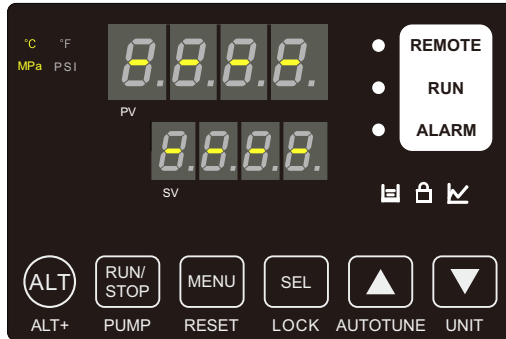 °C °F
MPa PSI
- - - -
PV
- - - -
SV
REMOTE
RUN
ALARM
ALT
RUN/
STOP
MENU
SEL
ALT+
PUMP
RESET
LOCK
AUTOTUNE
UNIT